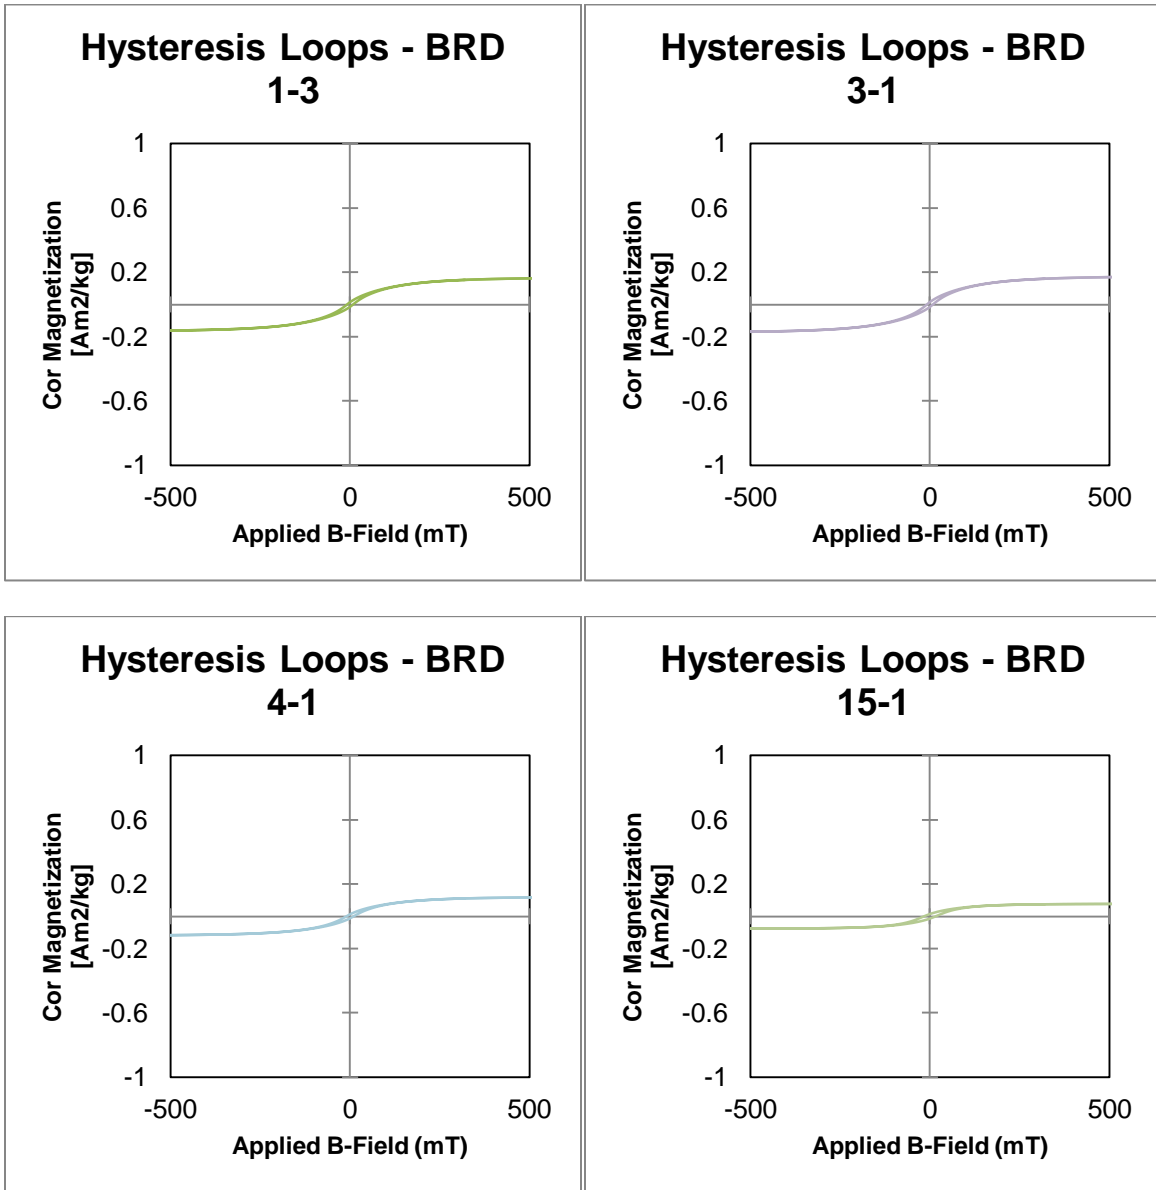 Hysteresis Loops - BRD
1-3
1
0.6
0.2
-0.2
-0.6
-1
Cor Magnetization
[Am2/kg]
-500 0 500
Applied B-Field (mT)
Hysteresis Loops - BRD
3-1
1
0.6
0.2
-0.2
-0.6
-1
Cor Magnetization
[Am2/kg]
-500 0 500
Applied B-Field (mT)
Hysteresis Loops - BRD
4-1
1
0.6
0.2
-0.2
-0.6
-1
Cor Magnetization
[Am2/kg]
-500 0 500
Applied B-Field (mT)
Hysteresis Loops - BRD
15-1
1
0.6
0.2
-0.2
-0.6
-1
Cor Magnetization
[Am2/kg]
-500 0 500
Applied B-Field (mT)